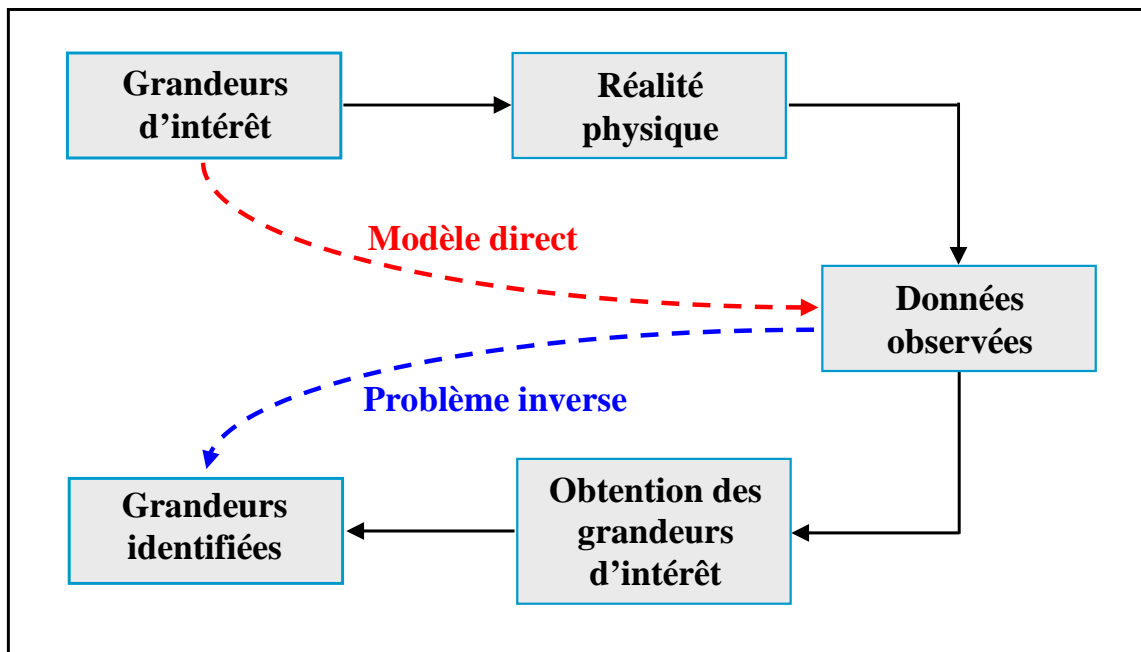 Grandeurs
d’intérêt
Réalité
physique
Modèle direct
Données
observées
Problème inverse
Grandeurs
identifiées
Obtention des
grandeurs
d’intérêt